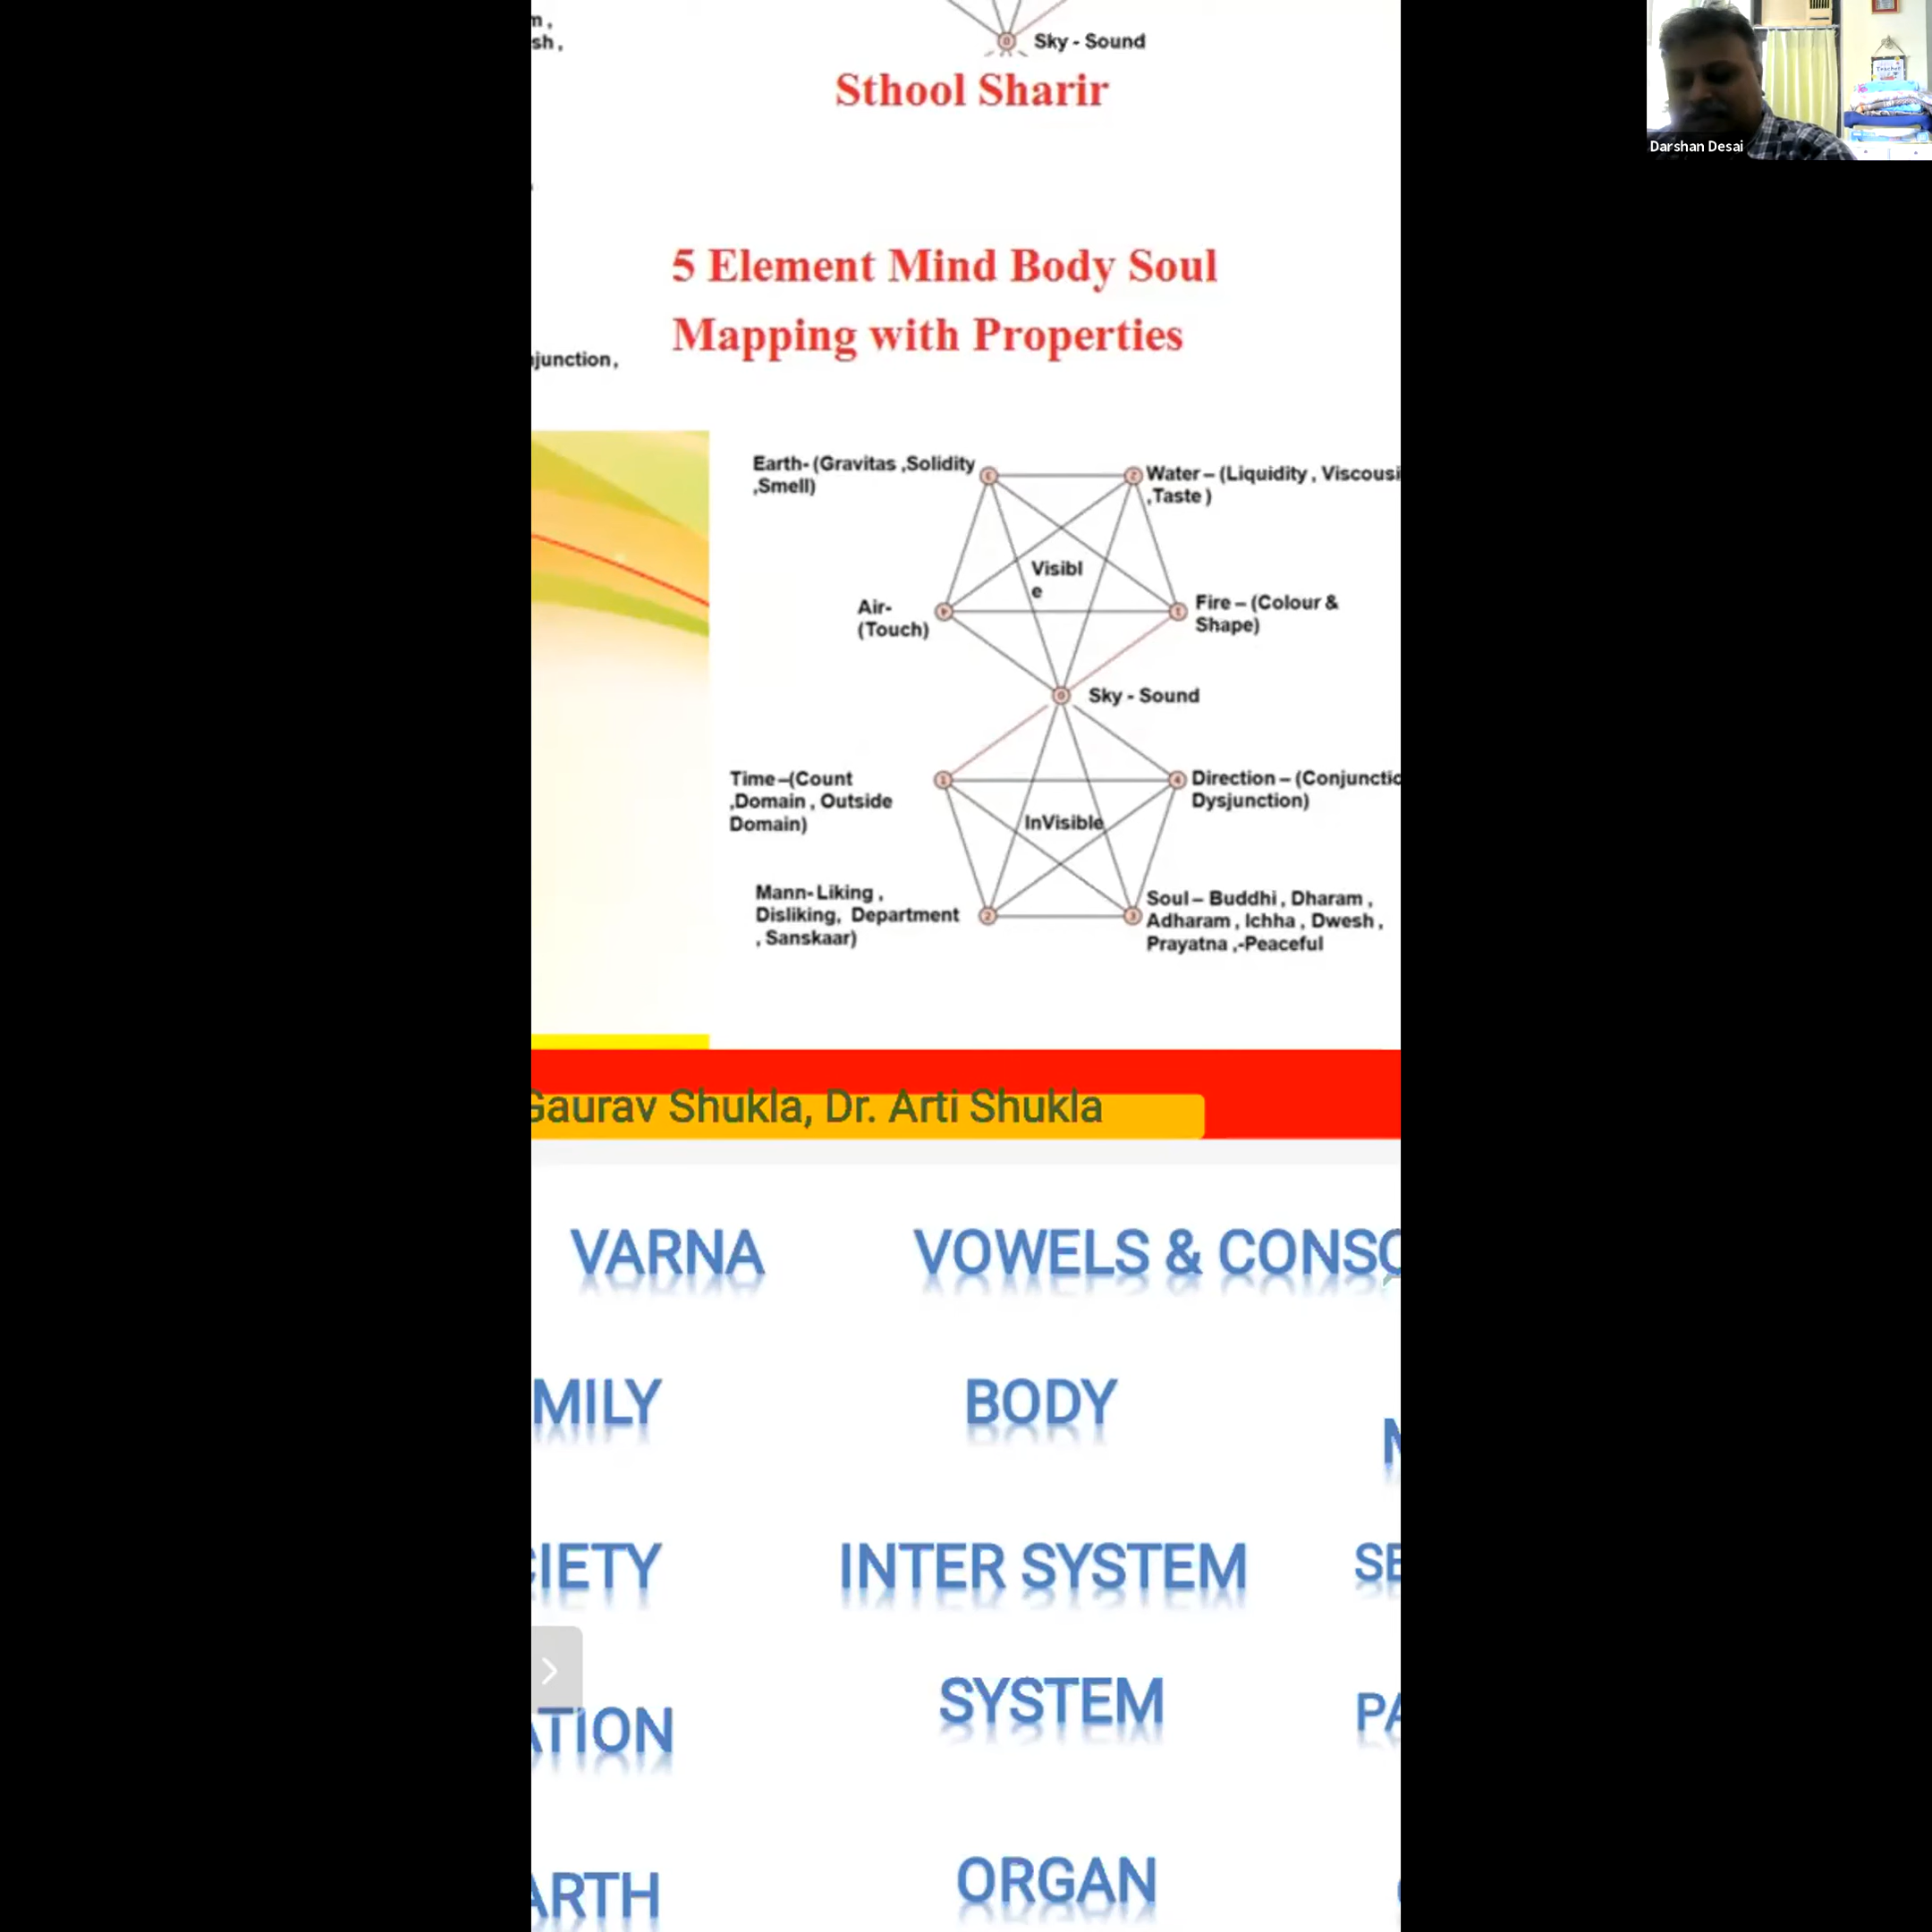 m,
sh,
Sky - Sound
Sthool Sharir
5 Element Mind Body Soul
Mapping with Properties
junction,
Earth- (Gravitas ,Solidity
,Smell)
Water – (Liquidity , Viscousi
,Taste )
Visibl
e
Air-
(Touch)
Fire – (Colour &
Shape)
Sky - Sound
Time –(Count
,Domain , Outside
Domain)
Direction – (Conjunctio
Dysjunction)
InVisible
Mann- Liking ,
Disliking, Department
, Sanskaar)
Soul – Buddhi , Dharam ,
Adharam , Ichha , Dwesh ,
Prayatna ,-Peaceful
Gaurav Shukla, Dr. Arti Shukla
VARNA VOWELS & CONSO
MILY BODY
CIETY INTER SYSTEM SE
ATION SYSTEM PA
ARTH ORGAN
Darshan Desai